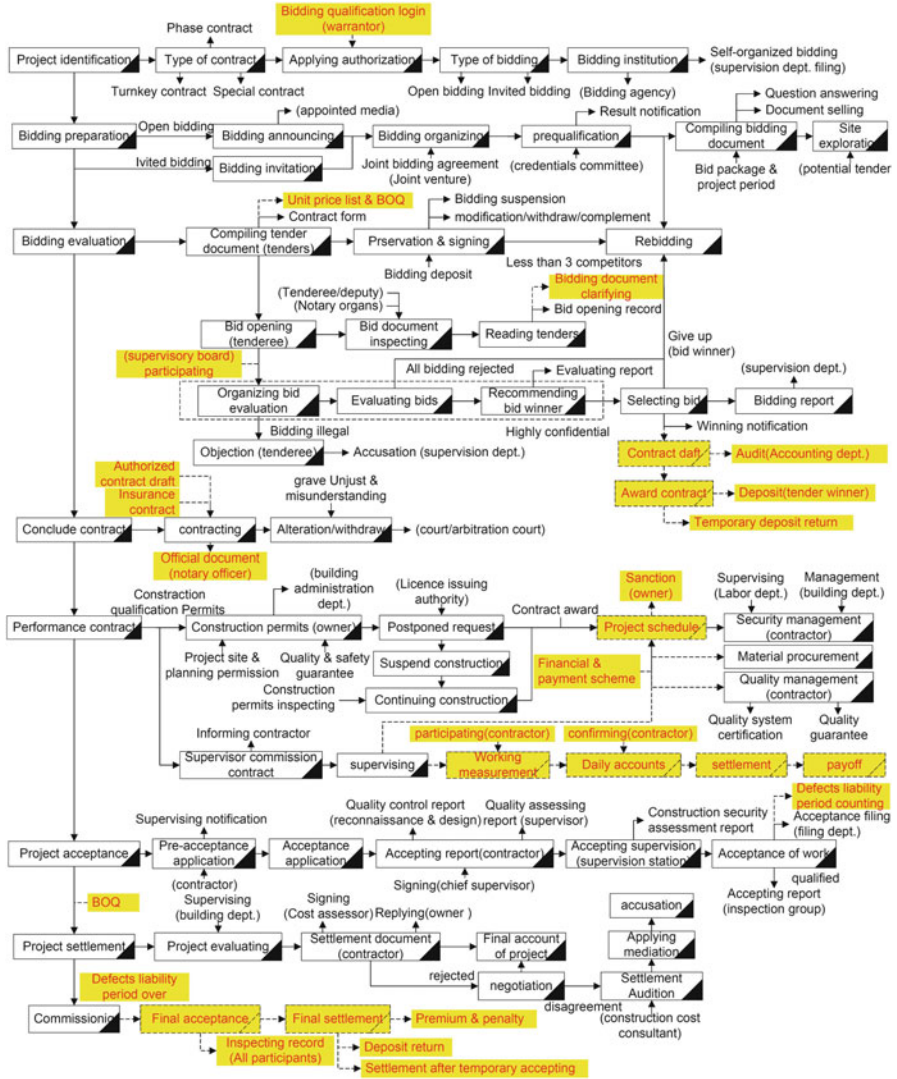 Bidding qualification login
(warrantor)
Phase contract
Project identification
Type of contract
Applying authorization
Type of bidding
Bidding institution
Self-organized bidding
(supervision dept. filing)
Turnkey contract
Special contract
Open bidding
Invited bidding
(Bidding agency)
Question answering
Document selling
(appointed media)
Result notification
Bidding preparation
Open bidding
Bidding announcing
Bidding organizing
prequalification
Compiling bidding
document
Site
exploratio
Ivited bidding
Bidding invitation
Joint bidding agreement
(Joint venture)
(credentials committee)
Bid package &
project period
(potential tender
Unit price list & BOQ
Contract form
Bidding suspension
modification/withdraw/complement
Bidding evaluation
Compiling tender
document (tenders)
Prservation & signing
Rebidding
Bidding deposit
Less than 3 competitors
Bidding document
clarifying
(Tenderee/deputy)
(Notary organs)
Bid opening record
Bid opening
(tenderee)
Bid document
inspecting
Reading tenders
Give up
(bid winner)
(supervisory board)
participating
All bidding rejected
Evaluating report
(supervision dept.)
Organizing bid
evaluation
Evaluating bids
Recommending
bid winner
Selecting bid
Bidding report
Bidding illegal
Highly confidential
Winning notification
Objection (tenderee)
Accusation (supervision dept.)
Contract daft
Audit(Accounting dept.)
Authorized
contract draft
Insurance
contract
grave Unjust &
misunderstanding
Award contract
Deposit(tender winner)
Temporary deposit return
Conclude contract
contracting
Alteration/withdraw
(court/arbitration court)
Official document
(notary officer)
Constraction
qualification Permits
(building
administration
dept.)
(Licence issuing
authority)
Contract award
Sanction
(owner)
Supervising
(Labor dept.)
Management
(building dept.)
Performance contract
Construction permits (owner)
Postponed request
Project schedule
Security management
(contractor)
Project site &
planning permission
Quality & safety
guarantee
Suspend construction
Financial &
payment scheme
Material procurement
Construction
permits inspecting
Continuing construction
Quality management
(contractor)
Quality system
certification
Quality
guarantee
Informing contractor
participating(contractor)
confirming(contractor)
Supervisor commission
contract
supervising
Working
measurement
Daily accounts
settlement
payoff
Defects liability
period counting
Supervising notification
Quality control report
(reconnaissance & design)
Quality assessing
report (supervisor)
Construction security
assessment report
Acceptance filing
(filing dept.)
Project acceptance
Pre-acceptance
application
Acceptance
application
Accepting report(contractor)
Accepting supervision
(supervision station)
Acceptance of work
(contractor)
Signing(chief supervisor)
qualified
Accepting report
(inspection group)
BOQ
Supervising
(building dept.)
Signing
(Cost assessor)
Replying(owner )
accusation
Project settlement
Project evaluating
Settlement document
(contractor)
Final account
of project
Applying
mediation
rejected
negotiation
Settlement
Audition
disagreement
(construction cost
consultant)
Defects liability
period over
Commissionig
Final acceptance
Final settlement
Premium & penalty
Inspecting record
(All participants)
Deposit return
Settlement after temporary accepting